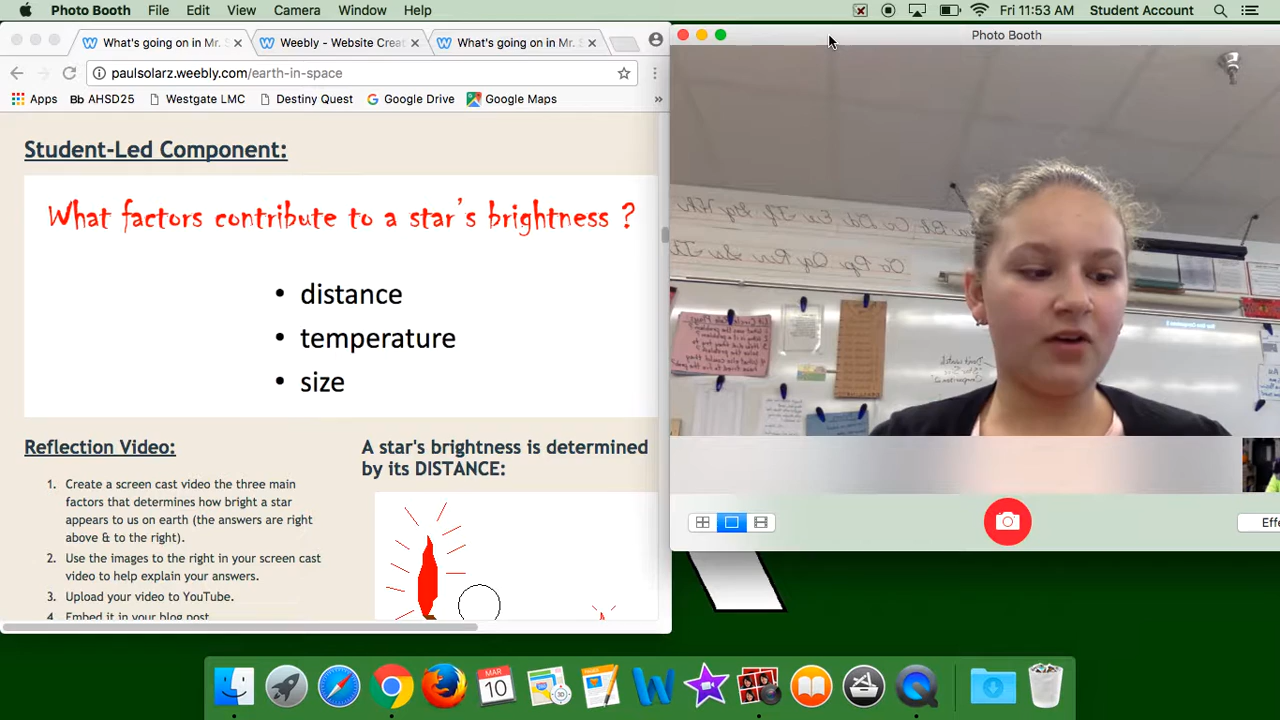 Photo Booth File Edit View Camera Window Help Fri 11:53 AM Student Account
What's going on in Mr. S
Weebly - Website Creat
What's going on in Mr. S
paulsolarz.weebly.com/earth-in-space
Apps Bb AHSD25 Westgate LMC Destiny Quest Google Drive Google Maps »
Student-Led Component:
What factors contribute to a star's brightness ?
• distance
• temperature
• size
Reflection Video:
1. Create a screen cast video the three main
factors that determines how bright a star
appears to us on earth (the answers are right
above & to the right).
2. Use the images to the right in your screen cast
video to help explain your answers.
3. Upload your video to YouTube.
4. Embed it in your blog post
A star's brightness is determined
by its DISTANCE:
Photo Booth
Effe
MAR
10